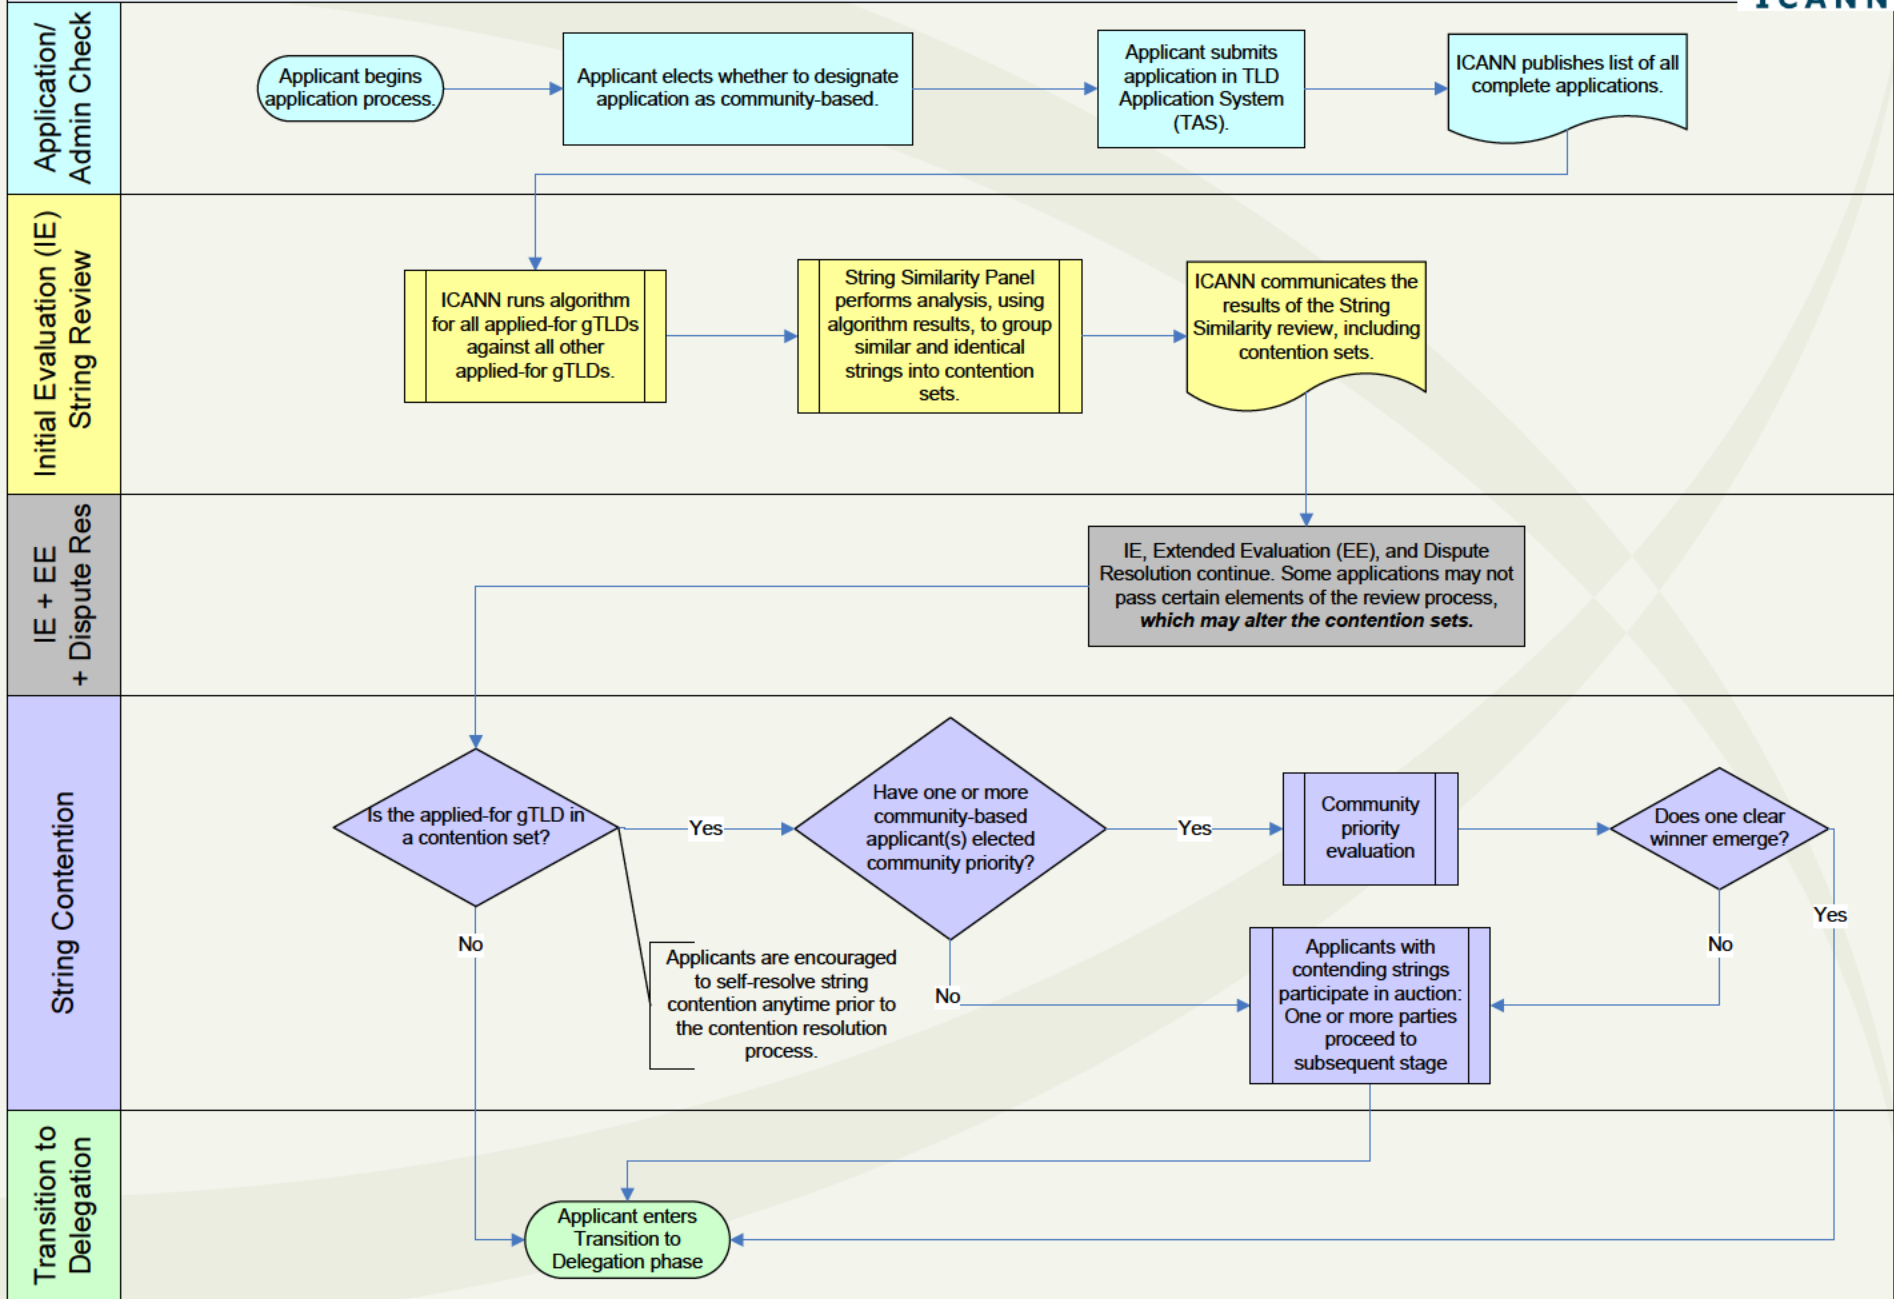 ICANN
Application/
Admin Check
Applicant begins
application process.
Applicant elects whether to designate
application as community-based.
Applicant submits
application in TLD
Application System
(TAS).
ICANN publishes list of all
complete applications.
Initial Evaluation (IE)
String Review
ICANN runs algorithm
for all applied-for gTLDs
against all other
applied-for gTLDs.
String Similarity Panel
performs analysis, using
algorithm results, to group
similar and identical
strings into contention
sets.
ICANN communicates the
results of the String
Similarity review, including
contention sets.
IE + EE
+ Dispute Res
IE, Extended Evaluation (EE), and Dispute
Resolution continue. Some applications may not
pass certain elements of the review process,
which may alter the contention sets.
String Contention
Is the applied-for gTLD in
a contention set?
Yes
Have one or more
community-based
applicant(s) elected
community priority?
Yes
Community
priority
evaluation
Does one clear
winner emerge?
Yes
No
No
No
Applicants are encouraged
to self-resolve string
contention anytime prior to
the contention resolution
process.
Applicants with
contending strings
participate in auction:
One or more parties
proceed to
subsequent stage
Transition to
Delegation
Applicant enters
Transition to
Delegation phase